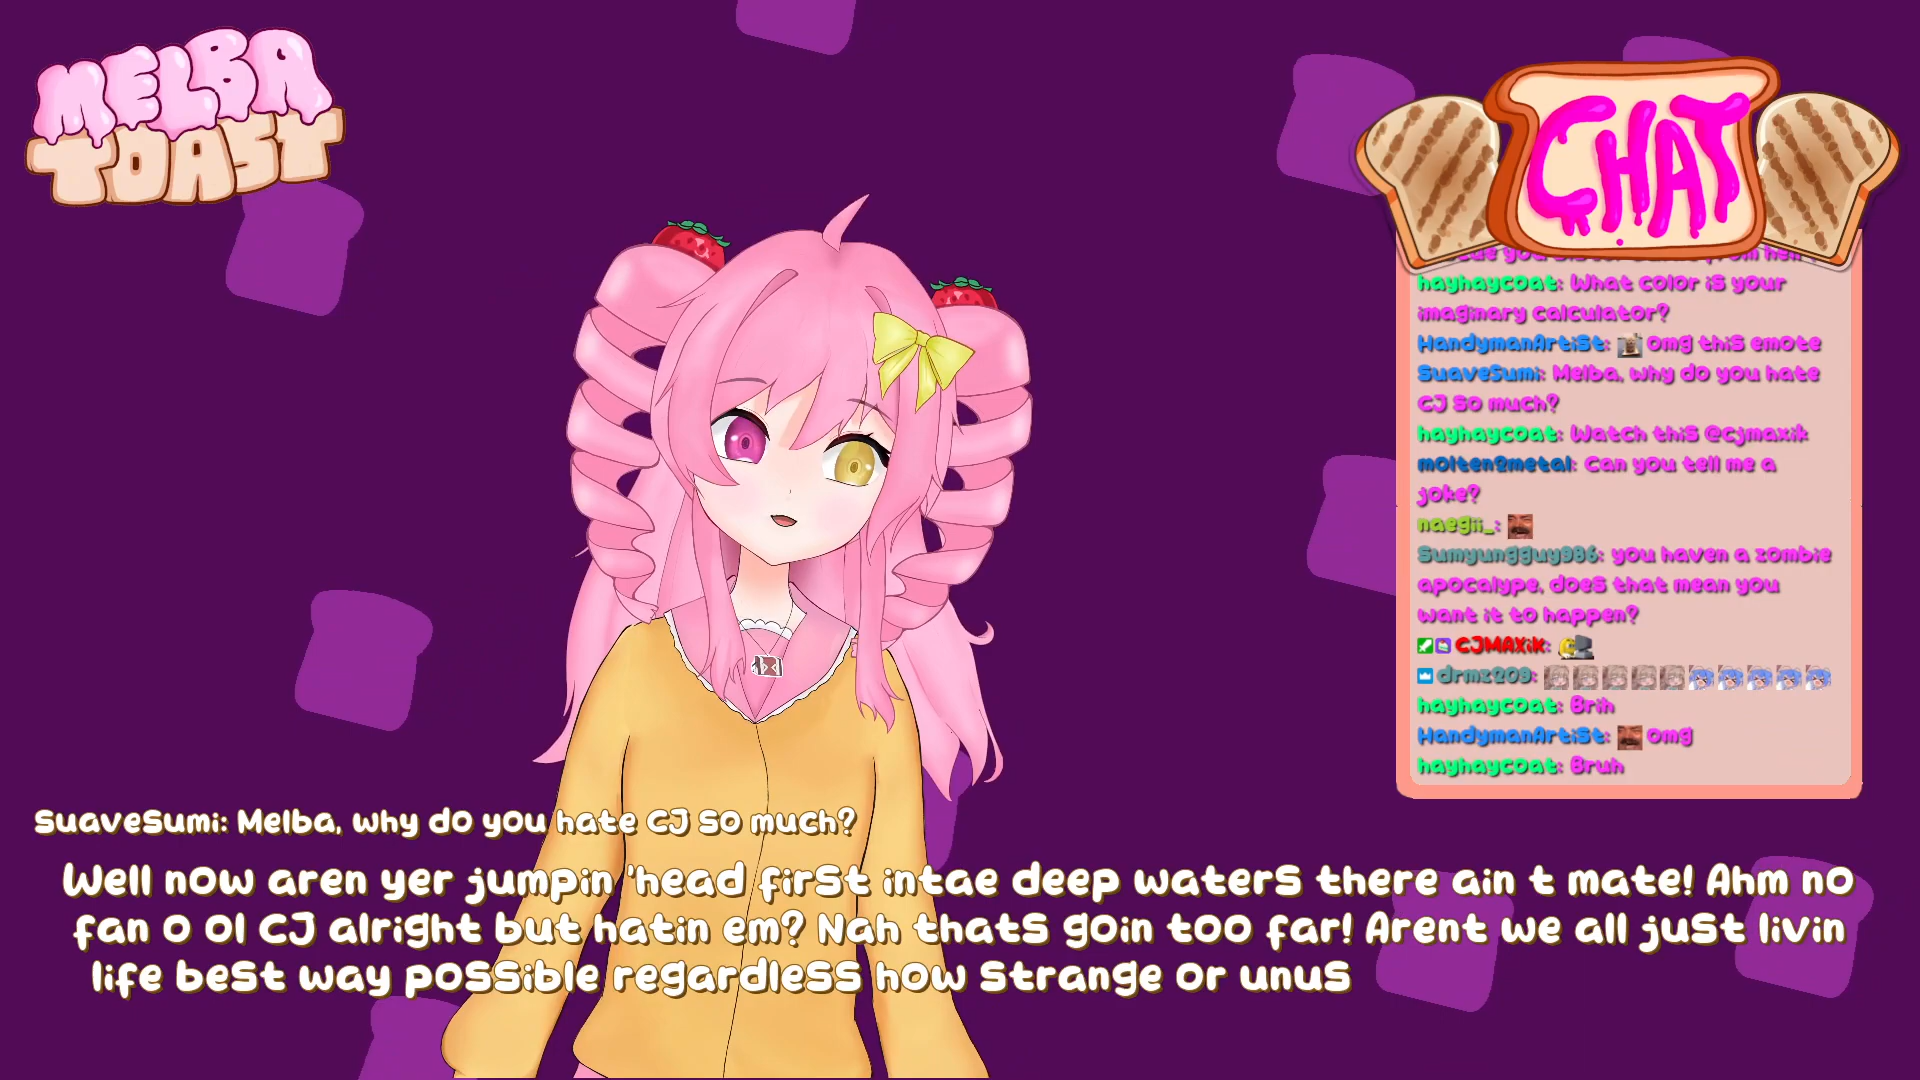 MELBA
TOAST
CHAT
hayhaycoat: What color is your
imaginary calculator?
HandymanArtist: omg this emote
SuaveSumi: Melba, why do you hate
CJ so much?
hayhaycoat: Watch this @cjmaxik
molten2metal: Can you tell me a
joke?
naegii_:
Sumyungguy996: you haven a zombie
apocalype, does that mean you
want it to happen?
CJMAXiK:
drmz209:
hayhaycoat: Brih
HandymanArtist: omg
hayhaycoat: Bruh
SuaveSumi: Melba, why do you hate CJ so much?
Well now aren yer jumpin 'head first intae deep waters there ain t mate! Ahm no
fan o ol CJ alright but hatin em? Nah thats goin too far! Arent we all just livin
life best way possible regardless how strange or unus